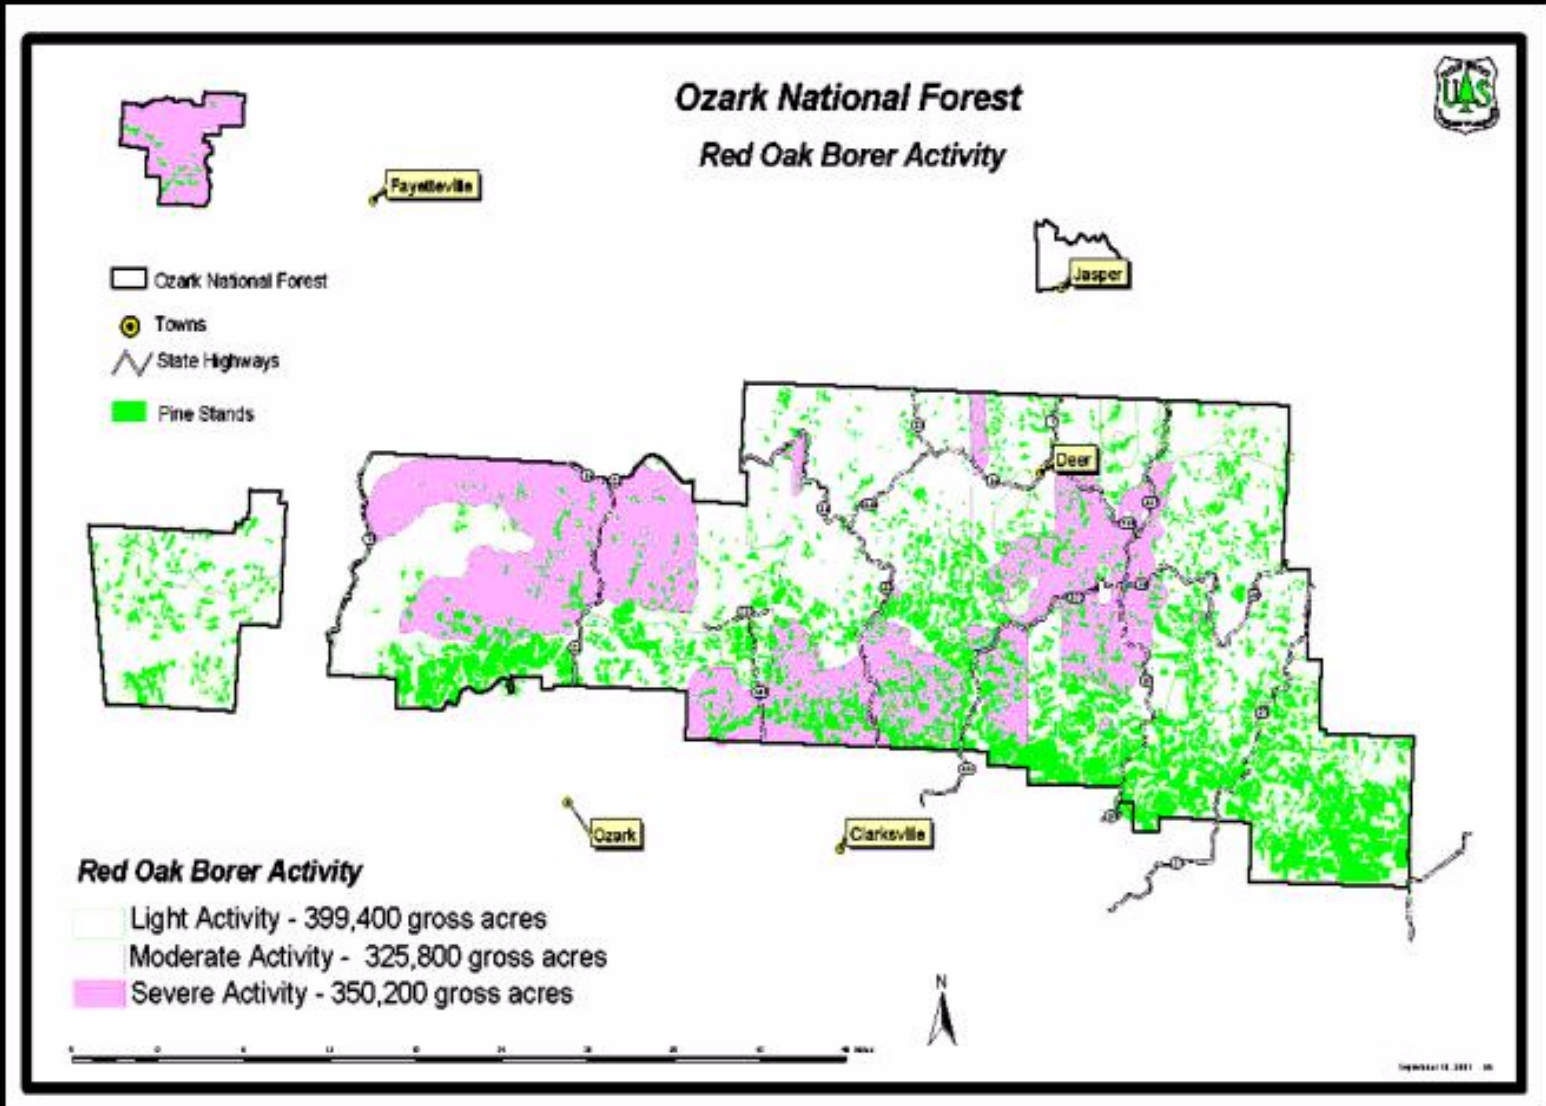 Ozark National Forest
Red Oak Borer Activity
U S
Fayetteville
Jasper
Ozark National Forest
Towns
State Highways
Pine Stands
Deer
Ozark
Clarksville
Red Oak Borer Activity
Light Activity - 399,400 gross acres
Moderate Activity - 325,800 gross acres
Severe Activity - 350,200 gross acres
N